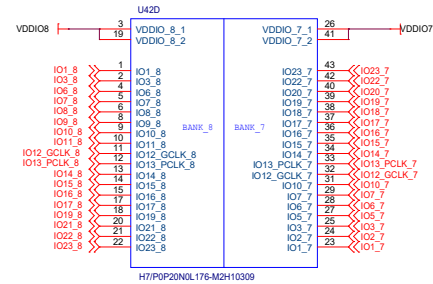 U42D
VDDIO8 3 VDDIO_8_1 VDDIO_7_1 26 VDDIO7
19 VDDIO_8_2 VDDIO_7_2 41
IO1_8 1 IO1_8 IO23_7 43 IO23_7
IO3_8 2 IO3_8 IO22_7 42 IO22_7
IO6_8 4 IO6_8 IO20_7 40 IO20_7
IO7_8 5 IO7_8 IO19_7 39 IO19_7
IO8_8 6 IO8_8 IO18_7 38 IO18_7
IO9_8 8 IO9_8 IO17_7 37 IO17_7
IO10_8 9 IO10_8 BANK_8 BANK_7 IO16_7 36 IO16_7
IO11_8 10 IO11_8 IO15_7 35 IO15_7
IO12_GCLK_8 11 IO12_GCLK_8 IO14_7 34 IO14_7
IO13_PCLK_8 12 IO13_PCLK_8 IO13_PCLK_7 33 IO13_PCLK_7
IO14_8 13 IO14_8 IO12_GCLK_7 32 IO12_GCLK_7
IO15_8 14 IO15_8 IO10_7 31 IO10_7
IO16_8 15 IO16_8 IO7_7 29 IO7_7
IO17_8 17 IO17_8 IO6_7 28 IO6_7
IO19_8 18 IO19_8 IO5_7 27 IO5_7
IO21_8 20 IO21_8 IO3_7 25 IO3_7
IO22_8 21 IO22_8 IO2_7 24 IO2_7
IO23_8 22 IO23_8 IO1_7 23 IO1_7
H7/P0P20N0L176-M2H10309